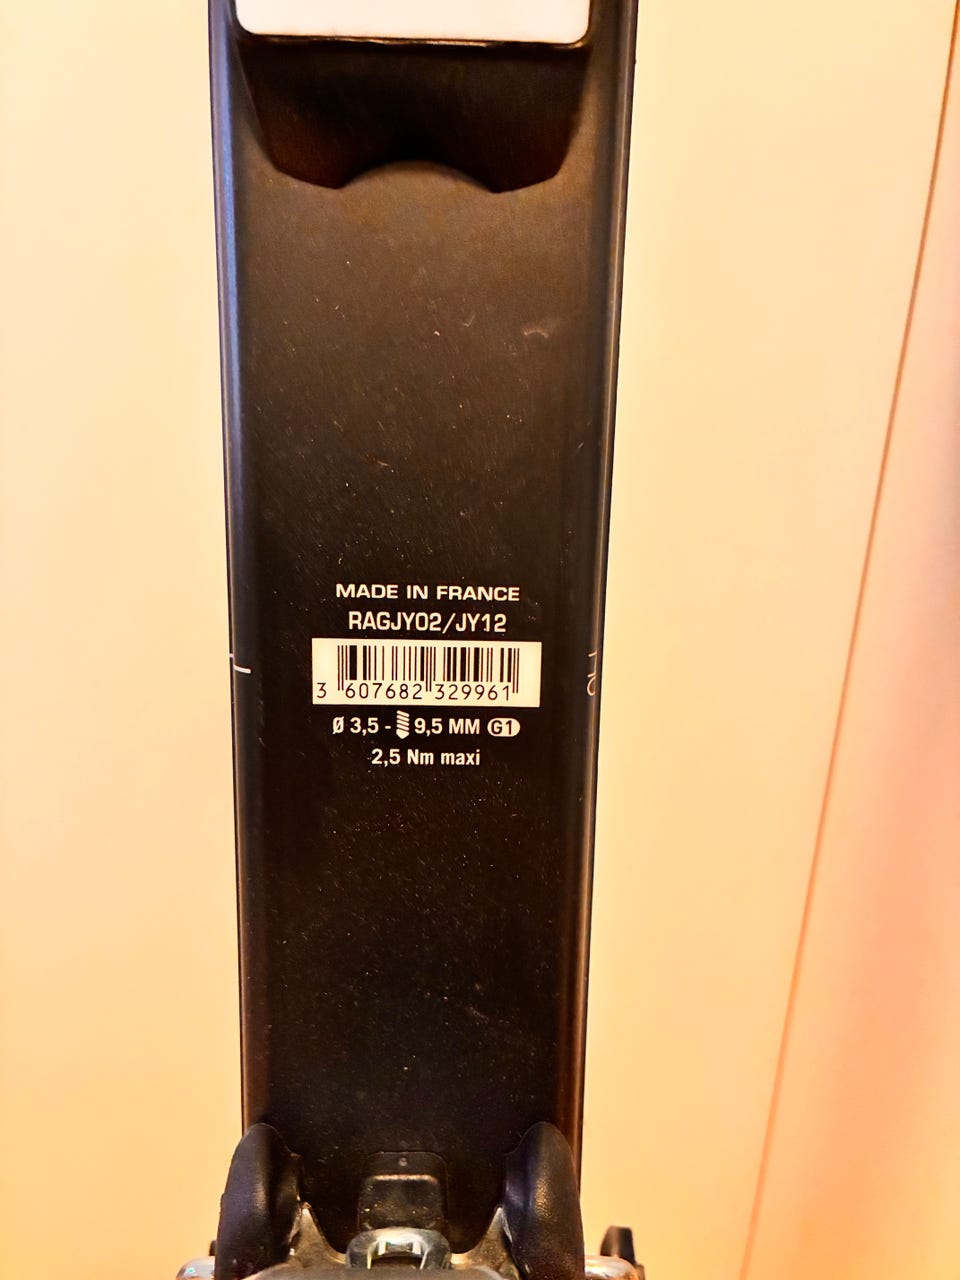 MADE IN FRANCE
RAGJY02/JY12
3 607682 329961
Ø 3,5 - 9,5 MM G1
2,5 Nm maxi